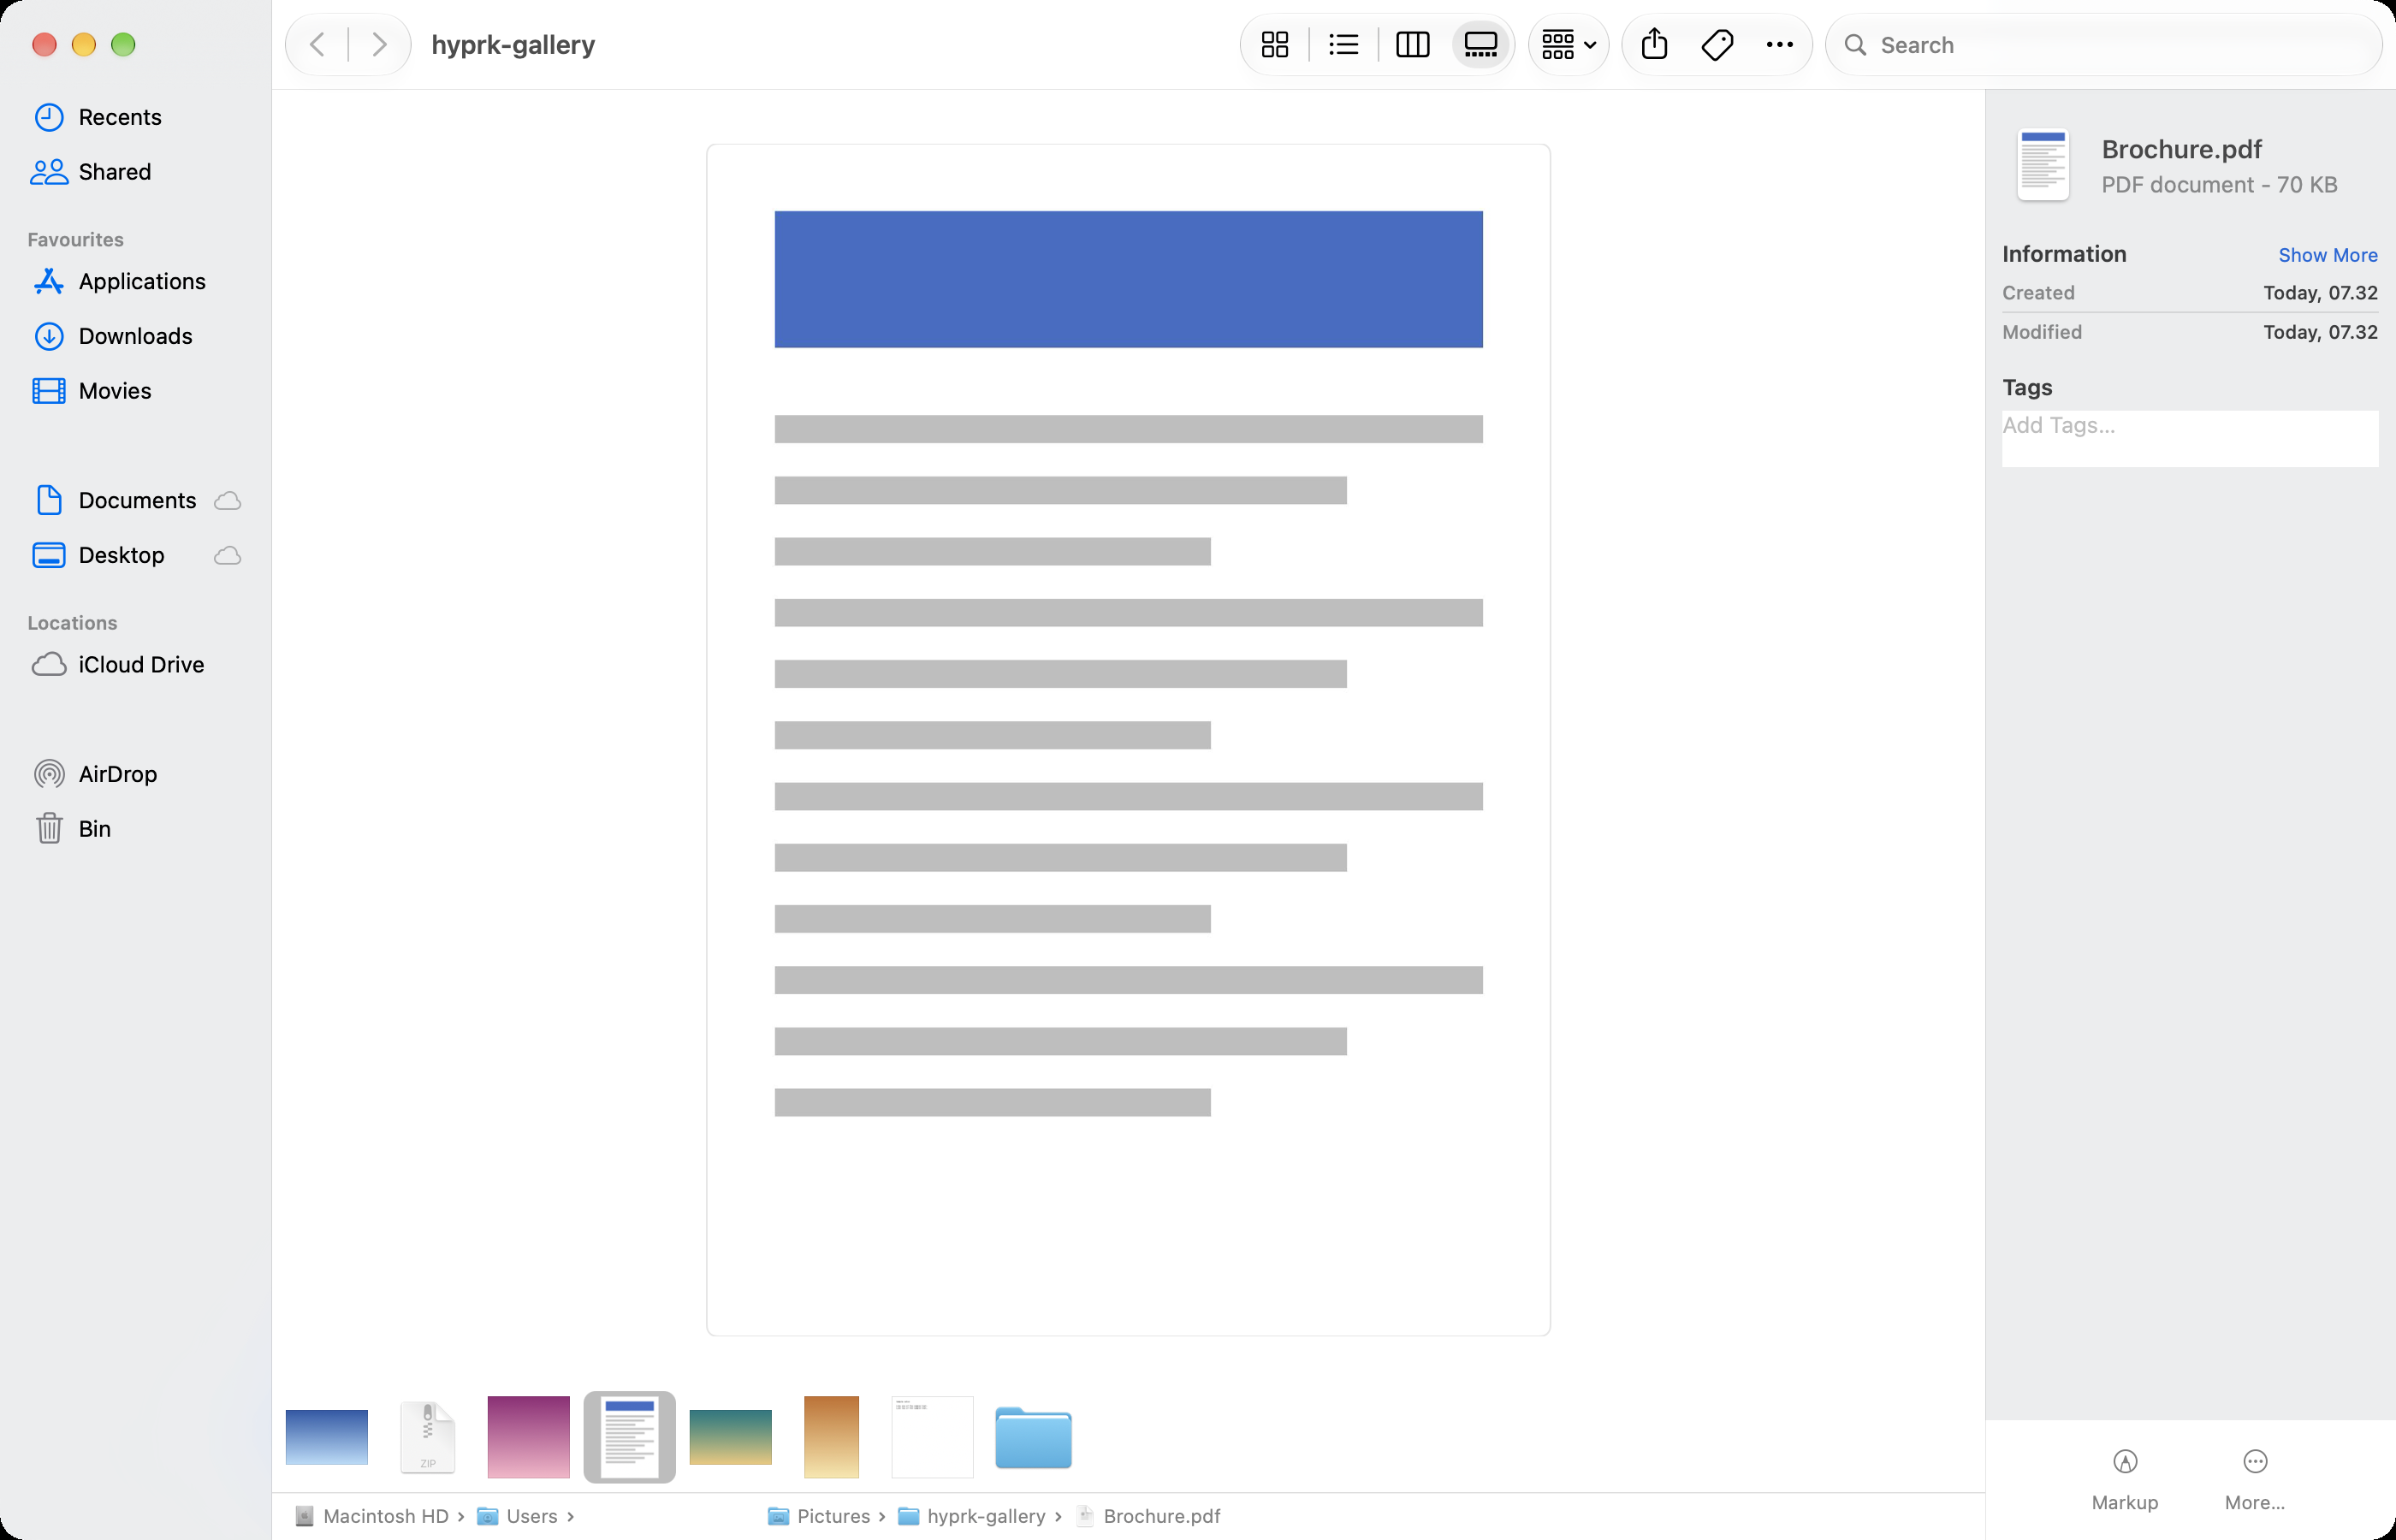 hyprk-gallery
Search
Recents
Shared
Favourites
Applications
Downloads
Movies
Documents
Desktop
Locations
iCloud Drive
AirDrop
Bin
Brochure.pdf
PDF document - 70 KB
Information Show More
Created Today, 07.32
Modified Today, 07.32
Tags
Add Tags...
ZIP
Markup More...
Macintosh HD › Users › Pictures › hyprk-gallery › Brochure.pdf